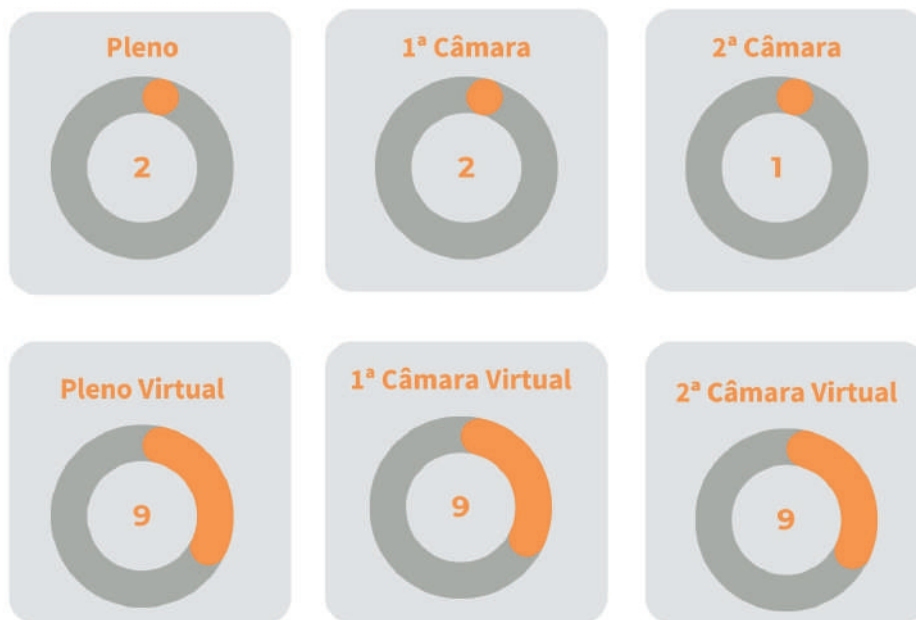 Pleno
2
1ª Câmara
2
2ª Câmara
1
Pleno Virtual
9
1ª Câmara Virtual
9
2ª Câmara Virtual
9